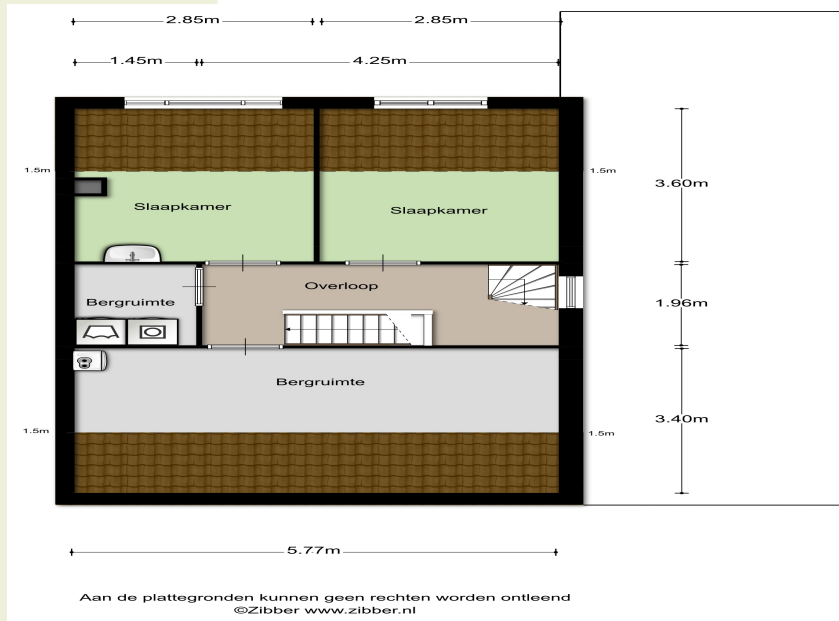 2.85m 2.85m
1.45m 4.25m
1.5m 1.5m
3.60m
Slaapkamer Slaapkamer
Overloop
Bergruimte 1.96m
Bergruimte
3.40m
1.5m 1.5m
5.77m
Aan de plattegronden kunnen geen rechten worden ontleend
©Zibber www.zibber.nl